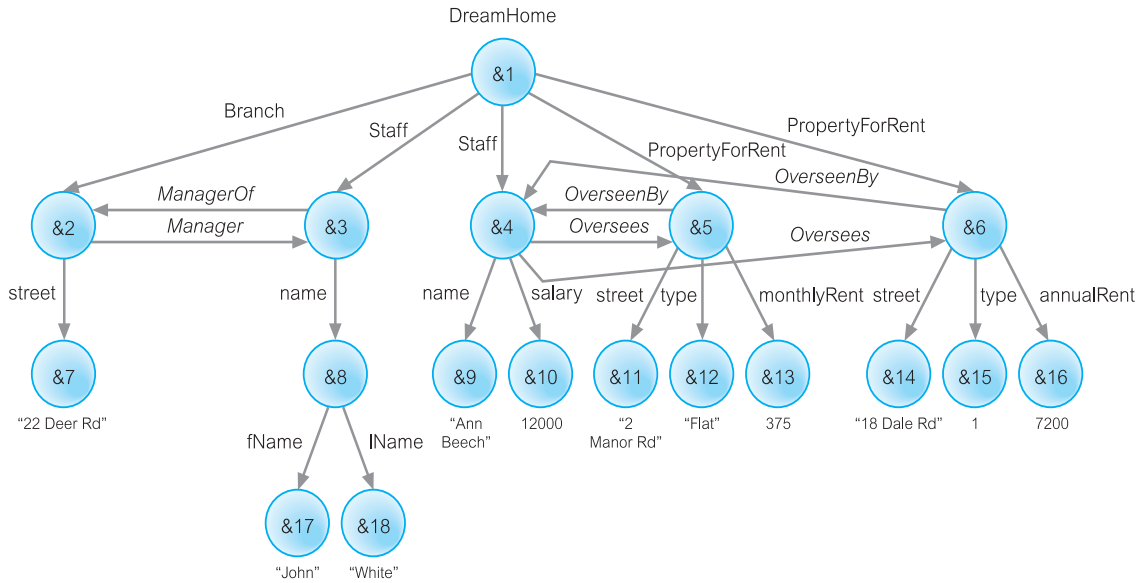 DreamHome
&1
Branch
Staff
Staff
PropertyForRent
PropertyForRent
OverseenBy
ManagerOf
OverseenBy
&2
Manager
&3
&4
Oversees
&5
Oversees
&6
street
name
name
salary
street
type
monthlyRent
street
type
annualRent
&7
&8
&9
&10
&11
&12
&13
&14
&15
&16
“22 Deer Rd”
“Ann
Beech”
12000
“2
Manor Rd”
“Flat”
375
“18 Dale Rd”
1
7200
fName
lName
&17
&18
“John”
“White”